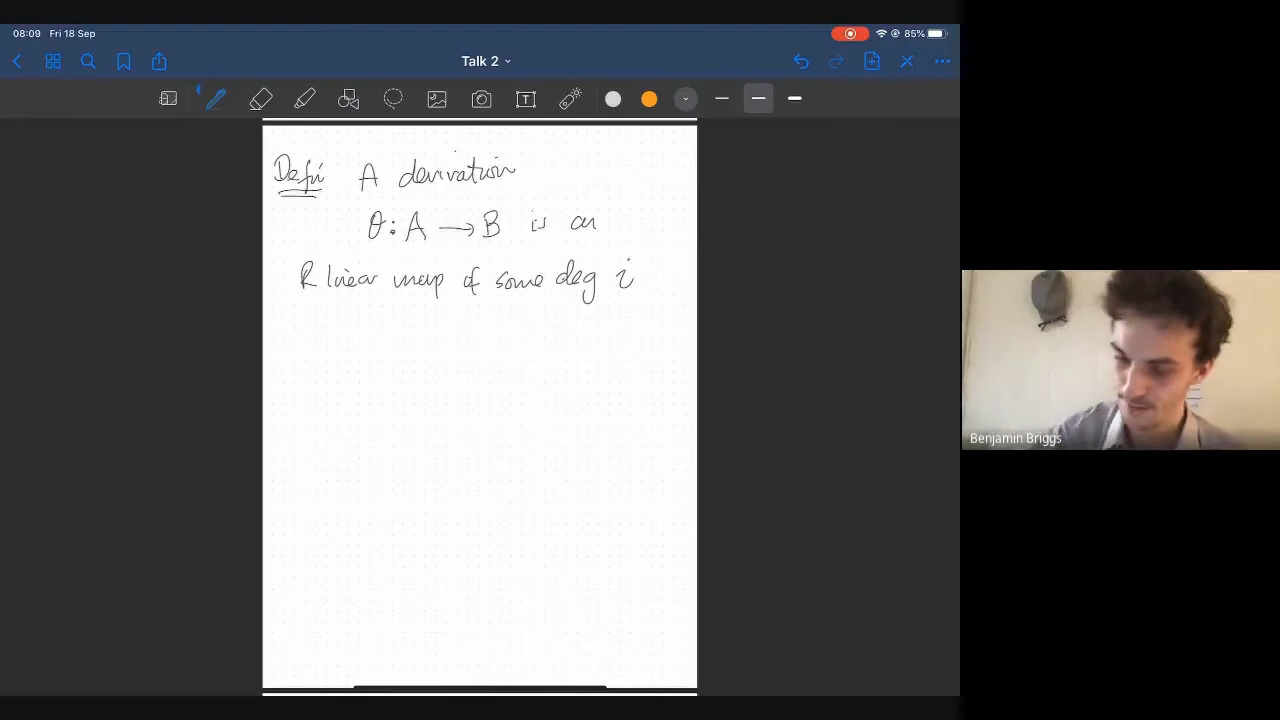 08:09 Fri 18 Sep
85%
Talk 2
T
Defn A derivation
θ: A → B is an
R linear map of some deg i
Benjamin Briggs